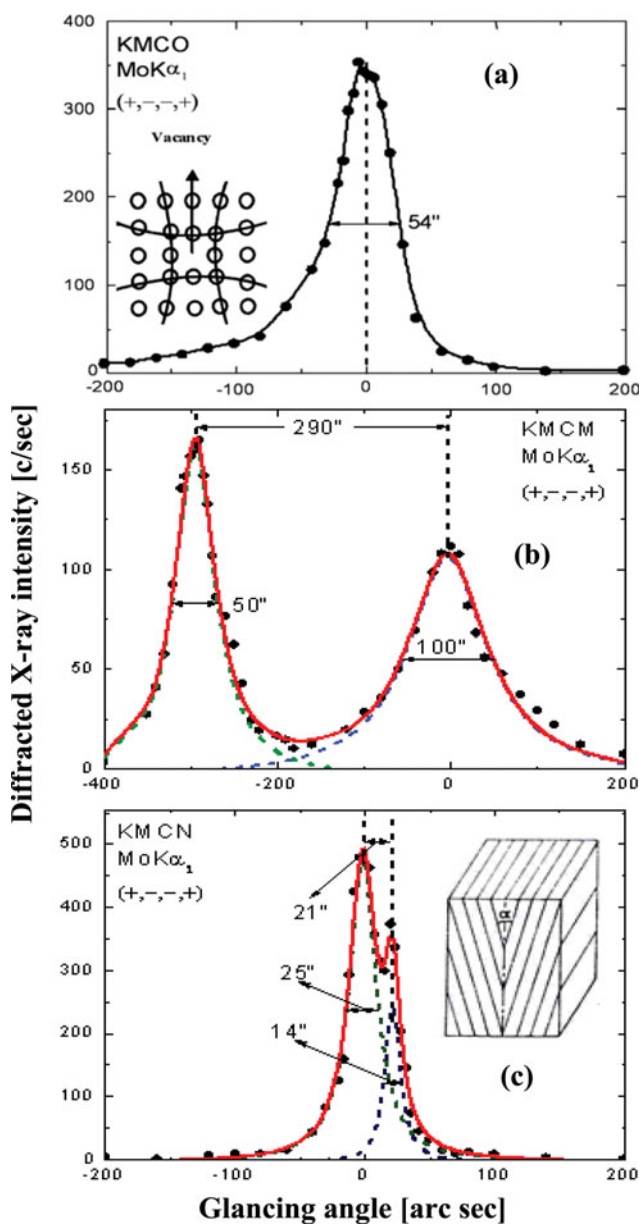 Diffracted X-ray intensity [c/sec]
400
300
200
100
0
KMCO
MoKα₁
(+,−,−,+)
Vacancy
(a)
54"
-200 -100 0 100 200
150
100
50
0
290"
KMCM
MoKα₁
(+,−,−,+)
(b)
50"
100"
-400 -200 0 200
500
400
300
200
100
0
KMCN
MoKα₁
(+,−,−,+)
21"
25"
14"
α
(c)
-200 -100 0 100 200
Glancing angle [arc sec]